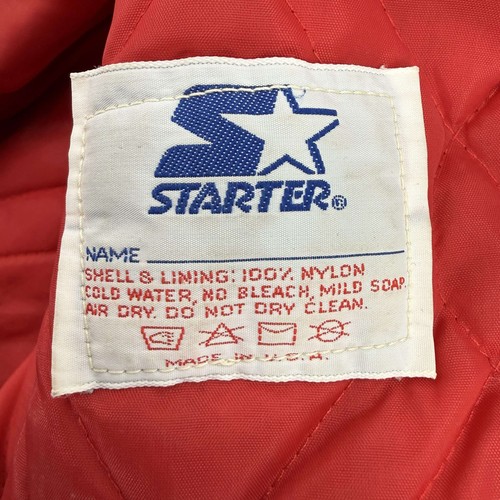 STARTER®
NAME
SHELL & LINING: 100% NYLON
COLD WATER, NO BLEACH, MILD SOAP.
AIR DRY. DO NOT DRY CLEAN.
MADE IN U.S.A.